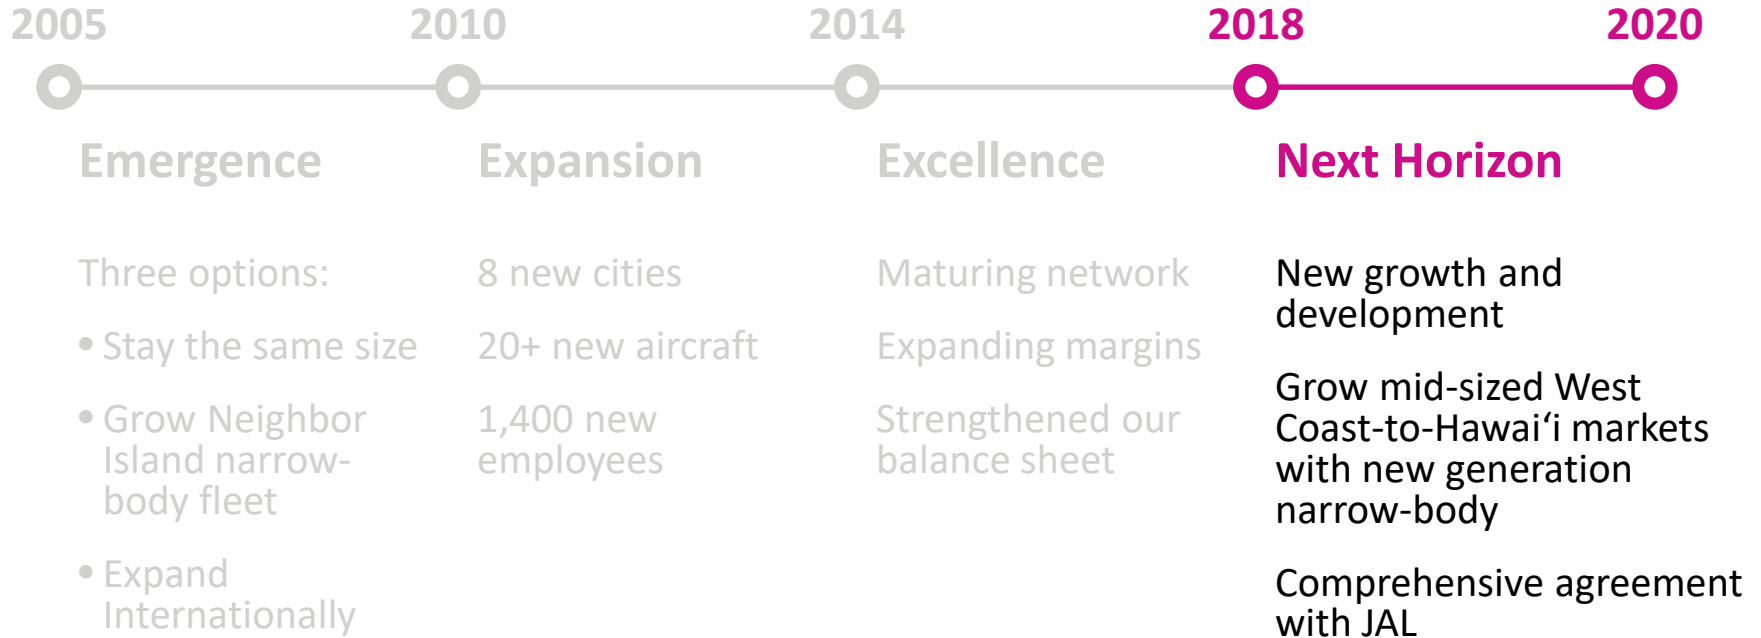 2005
2010
2014
2018
2020
Emergence
Three options:
• Stay the same size
• Grow Neighbor
Island narrow-
body fleet
• Expand
Internationally
Expansion
8 new cities
20+ new aircraft
1,400 new
employees
Excellence
Maturing network
Expanding margins
Strengthened our
balance sheet
Next Horizon
New growth and
development
Grow mid-sized West
Coast-to-Hawai‘i markets
with new generation
narrow-body
Comprehensive agreement
with JAL